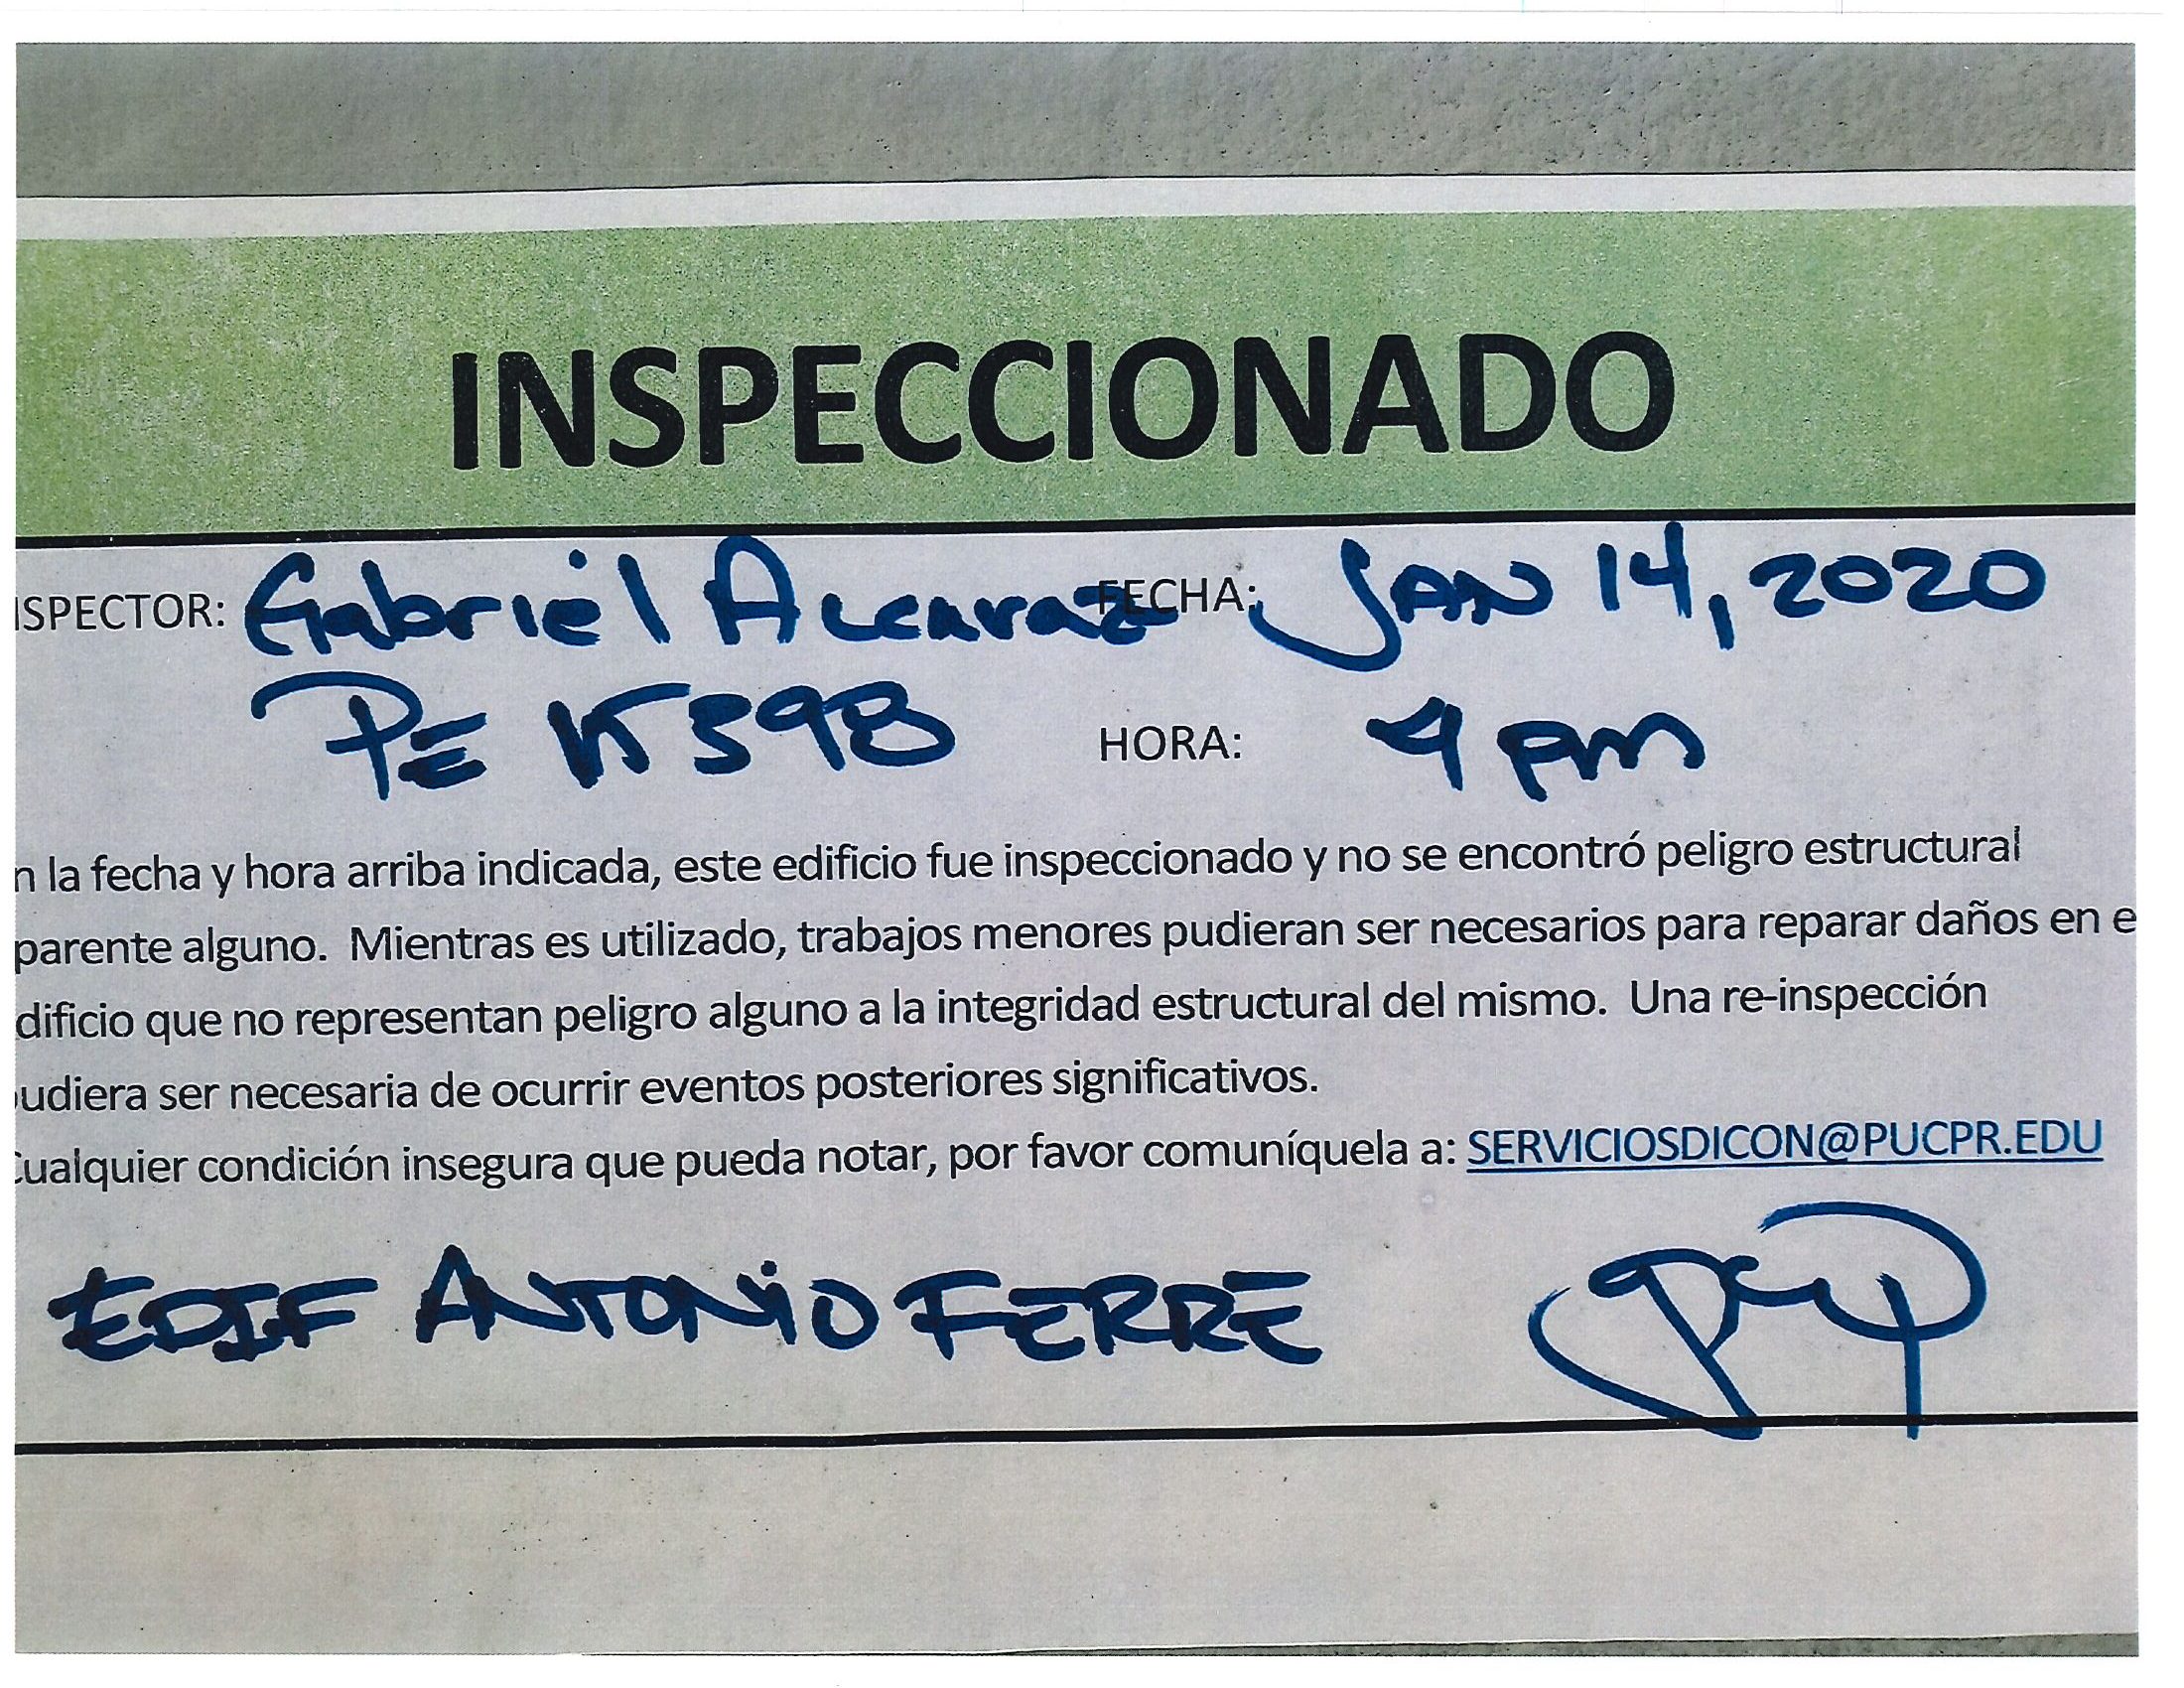 INSPECCIONADO
ISPECTOR: Gabriel Alcaraz FECHA: JAN 14, 2020
PE 15398 HORA: 4 pm
n la fecha y hora arriba indicada, este edificio fue inspeccionado y no se encontró peligro estructural
parente alguno. Mientras es utilizado, trabajos menores pudieran ser necesarios para reparar daños en e
dificio que no representan peligro alguno a la integridad estructural del mismo. Una re-inspección
udiera ser necesaria de ocurrir eventos posteriores significativos.
Cualquier condición insegura que pueda notar, por favor comuníquela a: SERVICIOSDICON@PUCPR.EDU
EDIF ANTONIO FERRE